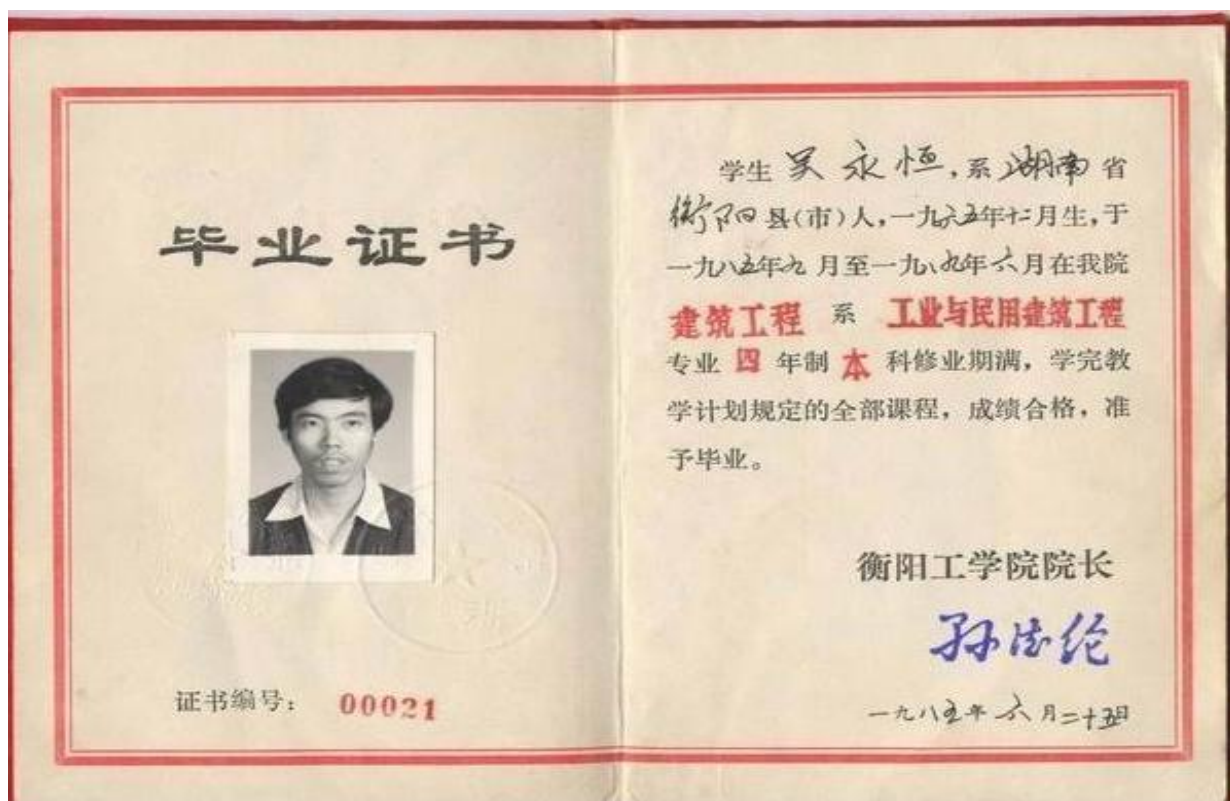 毕业证书
证书编号： 00021
学生吴永恒，系湖南省
衡阳县(市)人，一九六五年十二月生，于
一九八五年九月至一九八九年六月在我院
建筑工程 系 工业与民用建筑工程
专业 四 年制 本 科修业期满，学完教
学计划规定的全部课程，成绩合格，准
予毕业。
衡阳工学院院长
一九八五年六月二十五日